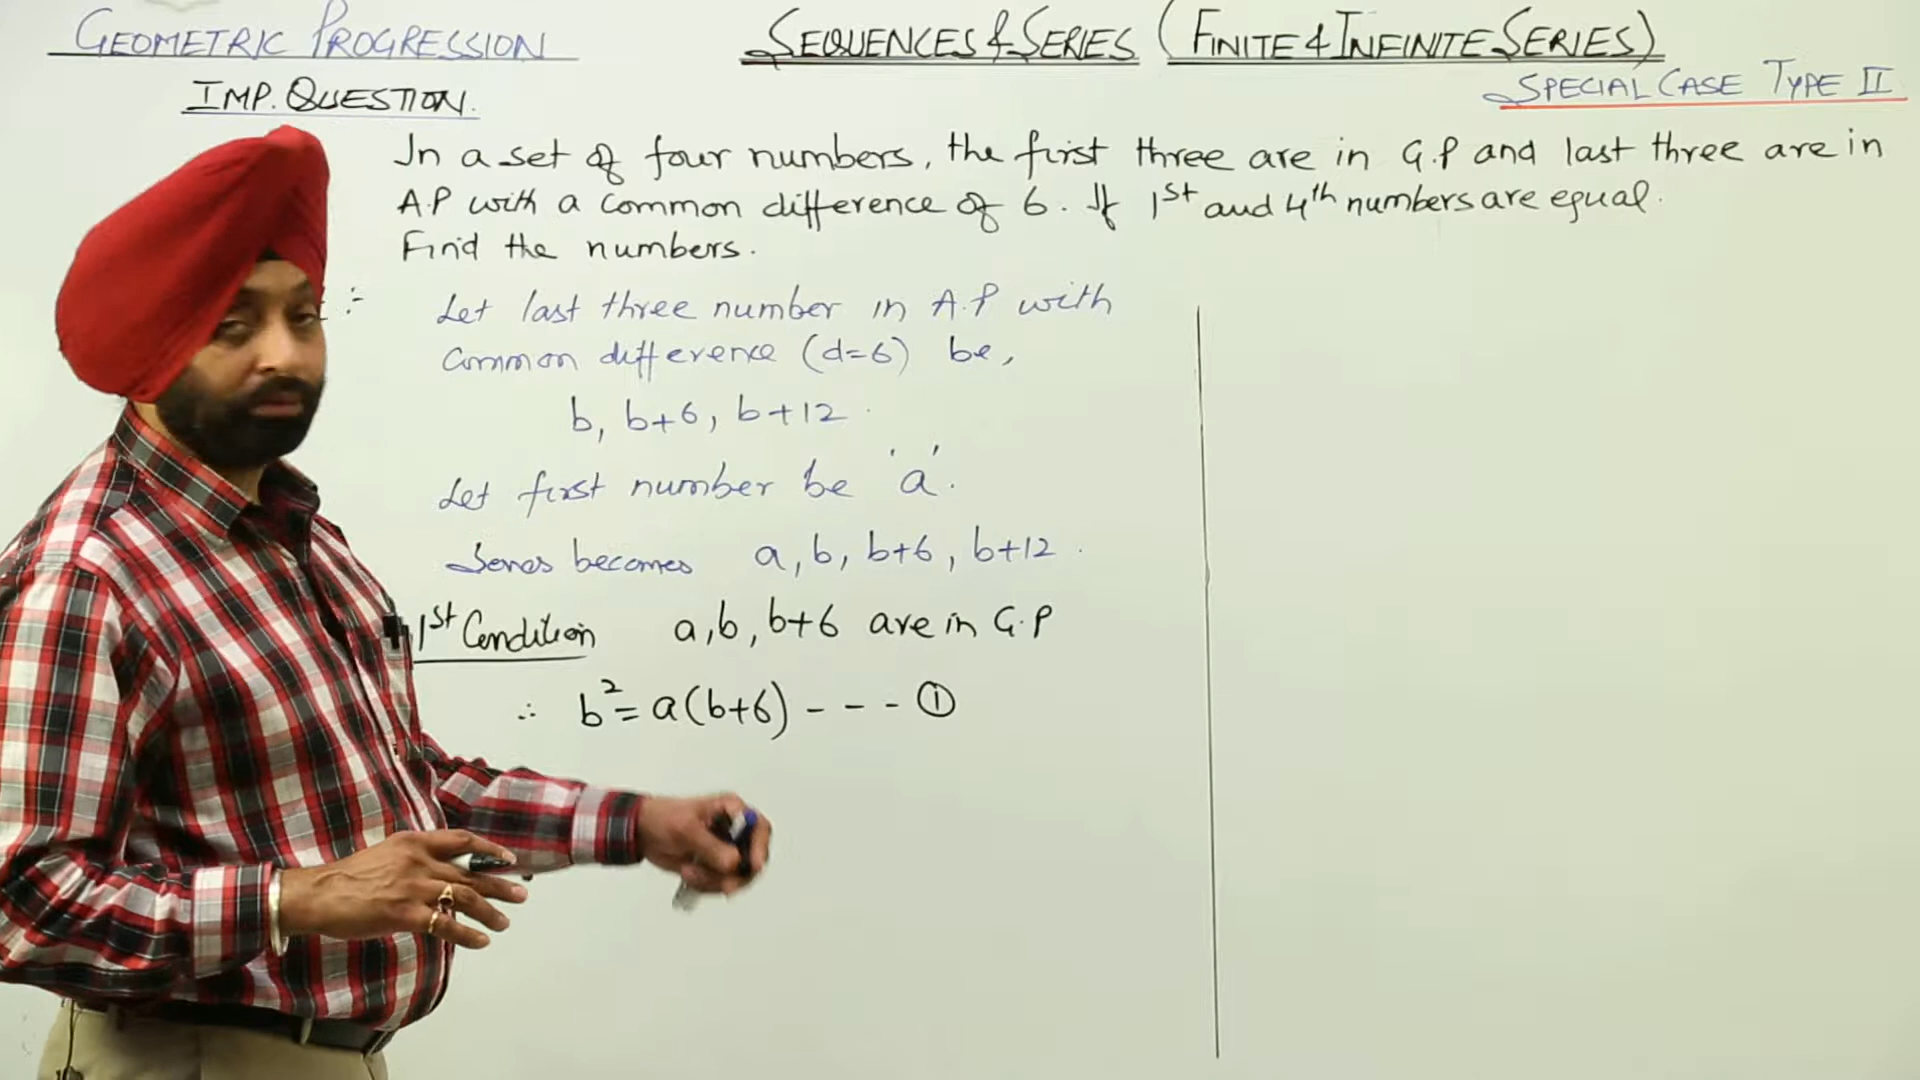 GEOMETRIC PROGRESSION
SEQUENCES & SERIES (FINITE & INFINITE SERIES)
IMP. QUESTION.
SPECIAL CASE TYPE II
In a set of four numbers, the first three are in G.P and last three are in
A.P with a common difference of 6. If 1st and 4th numbers are equal.
Find the numbers.
:- Let last three number in A.P with
Common difference (d=6) be,
b, b+6, b+12.
Let first number be 'a'.
Series becomes a, b, b+6, b+12.
1st Condition a, b, b+6 are in G.P
∴ b²= a(b+6) - - - ①